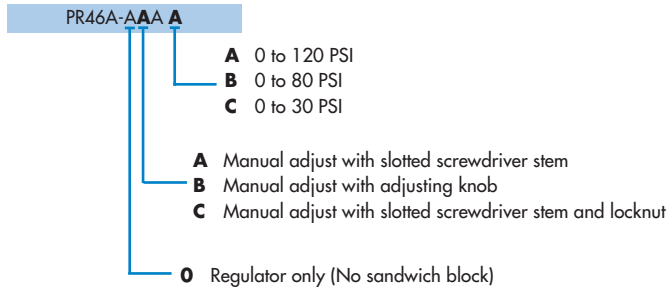 PR46A-AAA A
A 0 to 120 PSI
B 0 to 80 PSI
C 0 to 30 PSI
A Manual adjust with slotted screwdriver stem
B Manual adjust with adjusting knob
C Manual adjust with slotted screwdriver stem and locknut
0 Regulator only (No sandwich block)